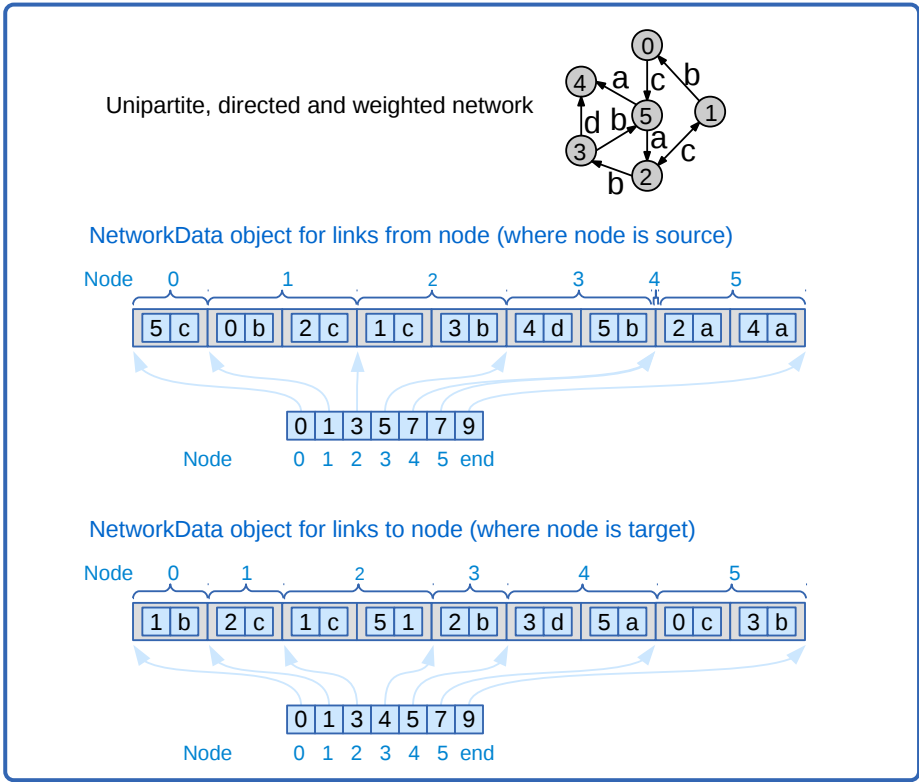 0
4 a c b
Unipartite, directed and weighted network
5 1
d b a
3 c
b 2
NetworkData object for links from node (where node is source)
Node 0 1 2 3 4 5
5 c 0 b 2 c 1 c 3 b 4 d 5 b 2 a 4 a
0 1 3 5 7 7 9
Node 0 1 2 3 4 5 end
NetworkData object for links to node (where node is target)
Node 0 1 2 3 4 5
1 b 2 c 1 c 5 1 2 b 3 d 5 a 0 c 3 b
0 1 3 4 5 7 9
Node 0 1 2 3 4 5 end